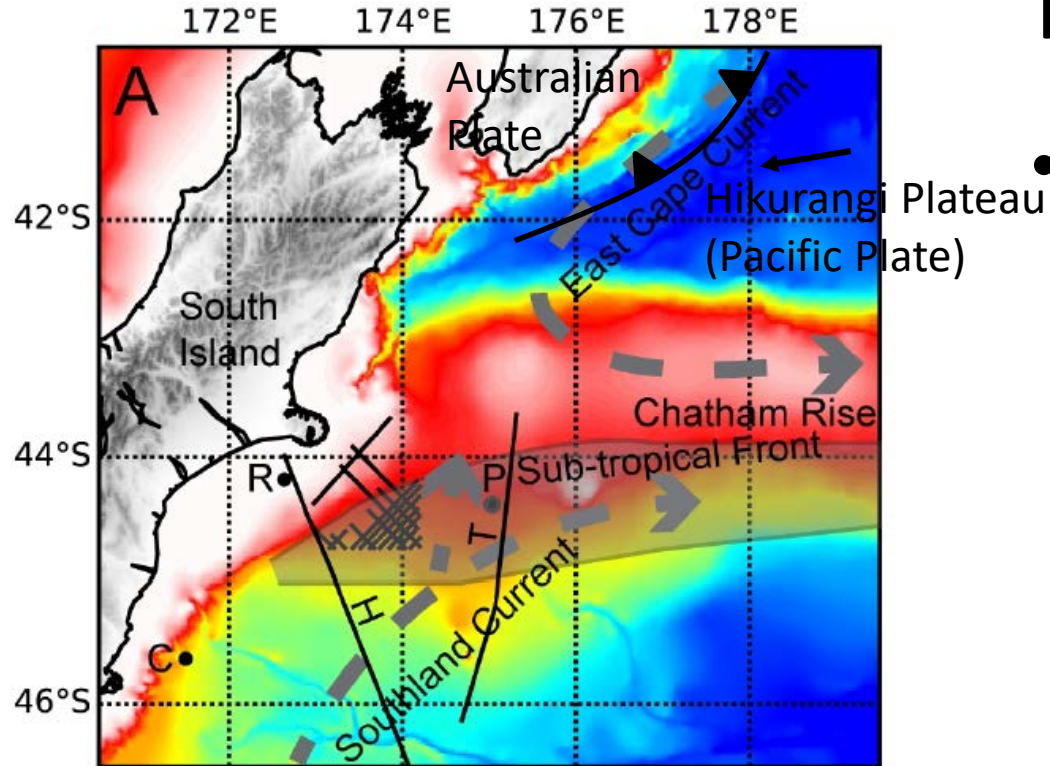 172°E 174°E 176°E 178°E
A
Australian
Plate
East Cape Current
42°S
Hikurangi Plateau
(Pacific Plate)
South
Island
Chatham Rise
44°S
R
P
Sub-tropical Front
T
H
Southland Current
C
46°S